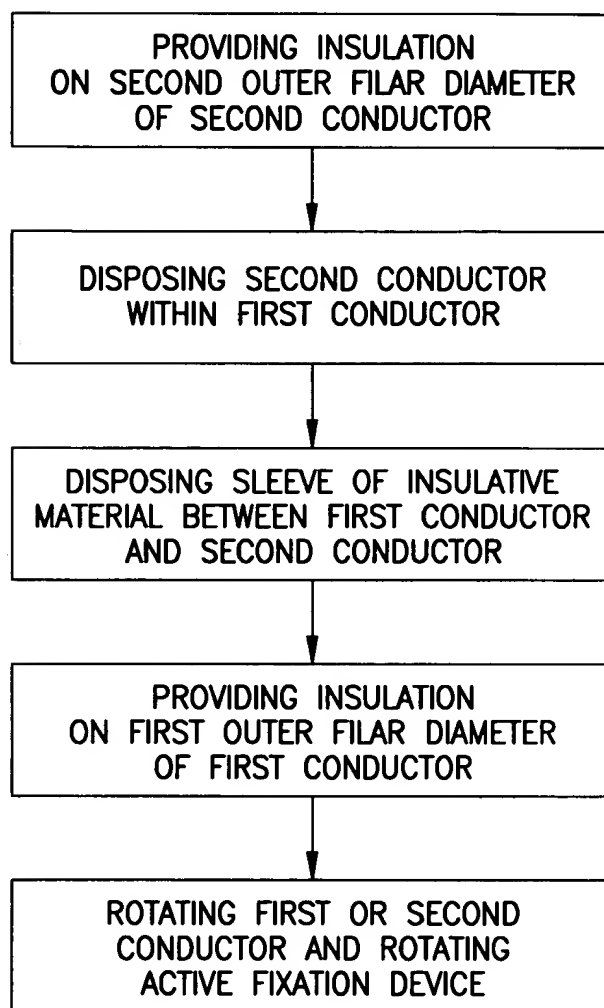 PROVIDING INSULATION
ON SECOND OUTER FILAR DIAMETER
OF SECOND CONDUCTOR
DISPOSING SECOND CONDUCTOR
WITHIN FIRST CONDUCTOR
DISPOSING SLEEVE OF INSULATIVE
MATERIAL BETWEEN FIRST CONDUCTOR
AND SECOND CONDUCTOR
PROVIDING INSULATION
ON FIRST OUTER FILAR DIAMETER
OF FIRST CONDUCTOR
ROTATING FIRST OR SECOND
CONDUCTOR AND ROTATING
ACTIVE FIXATION DEVICE